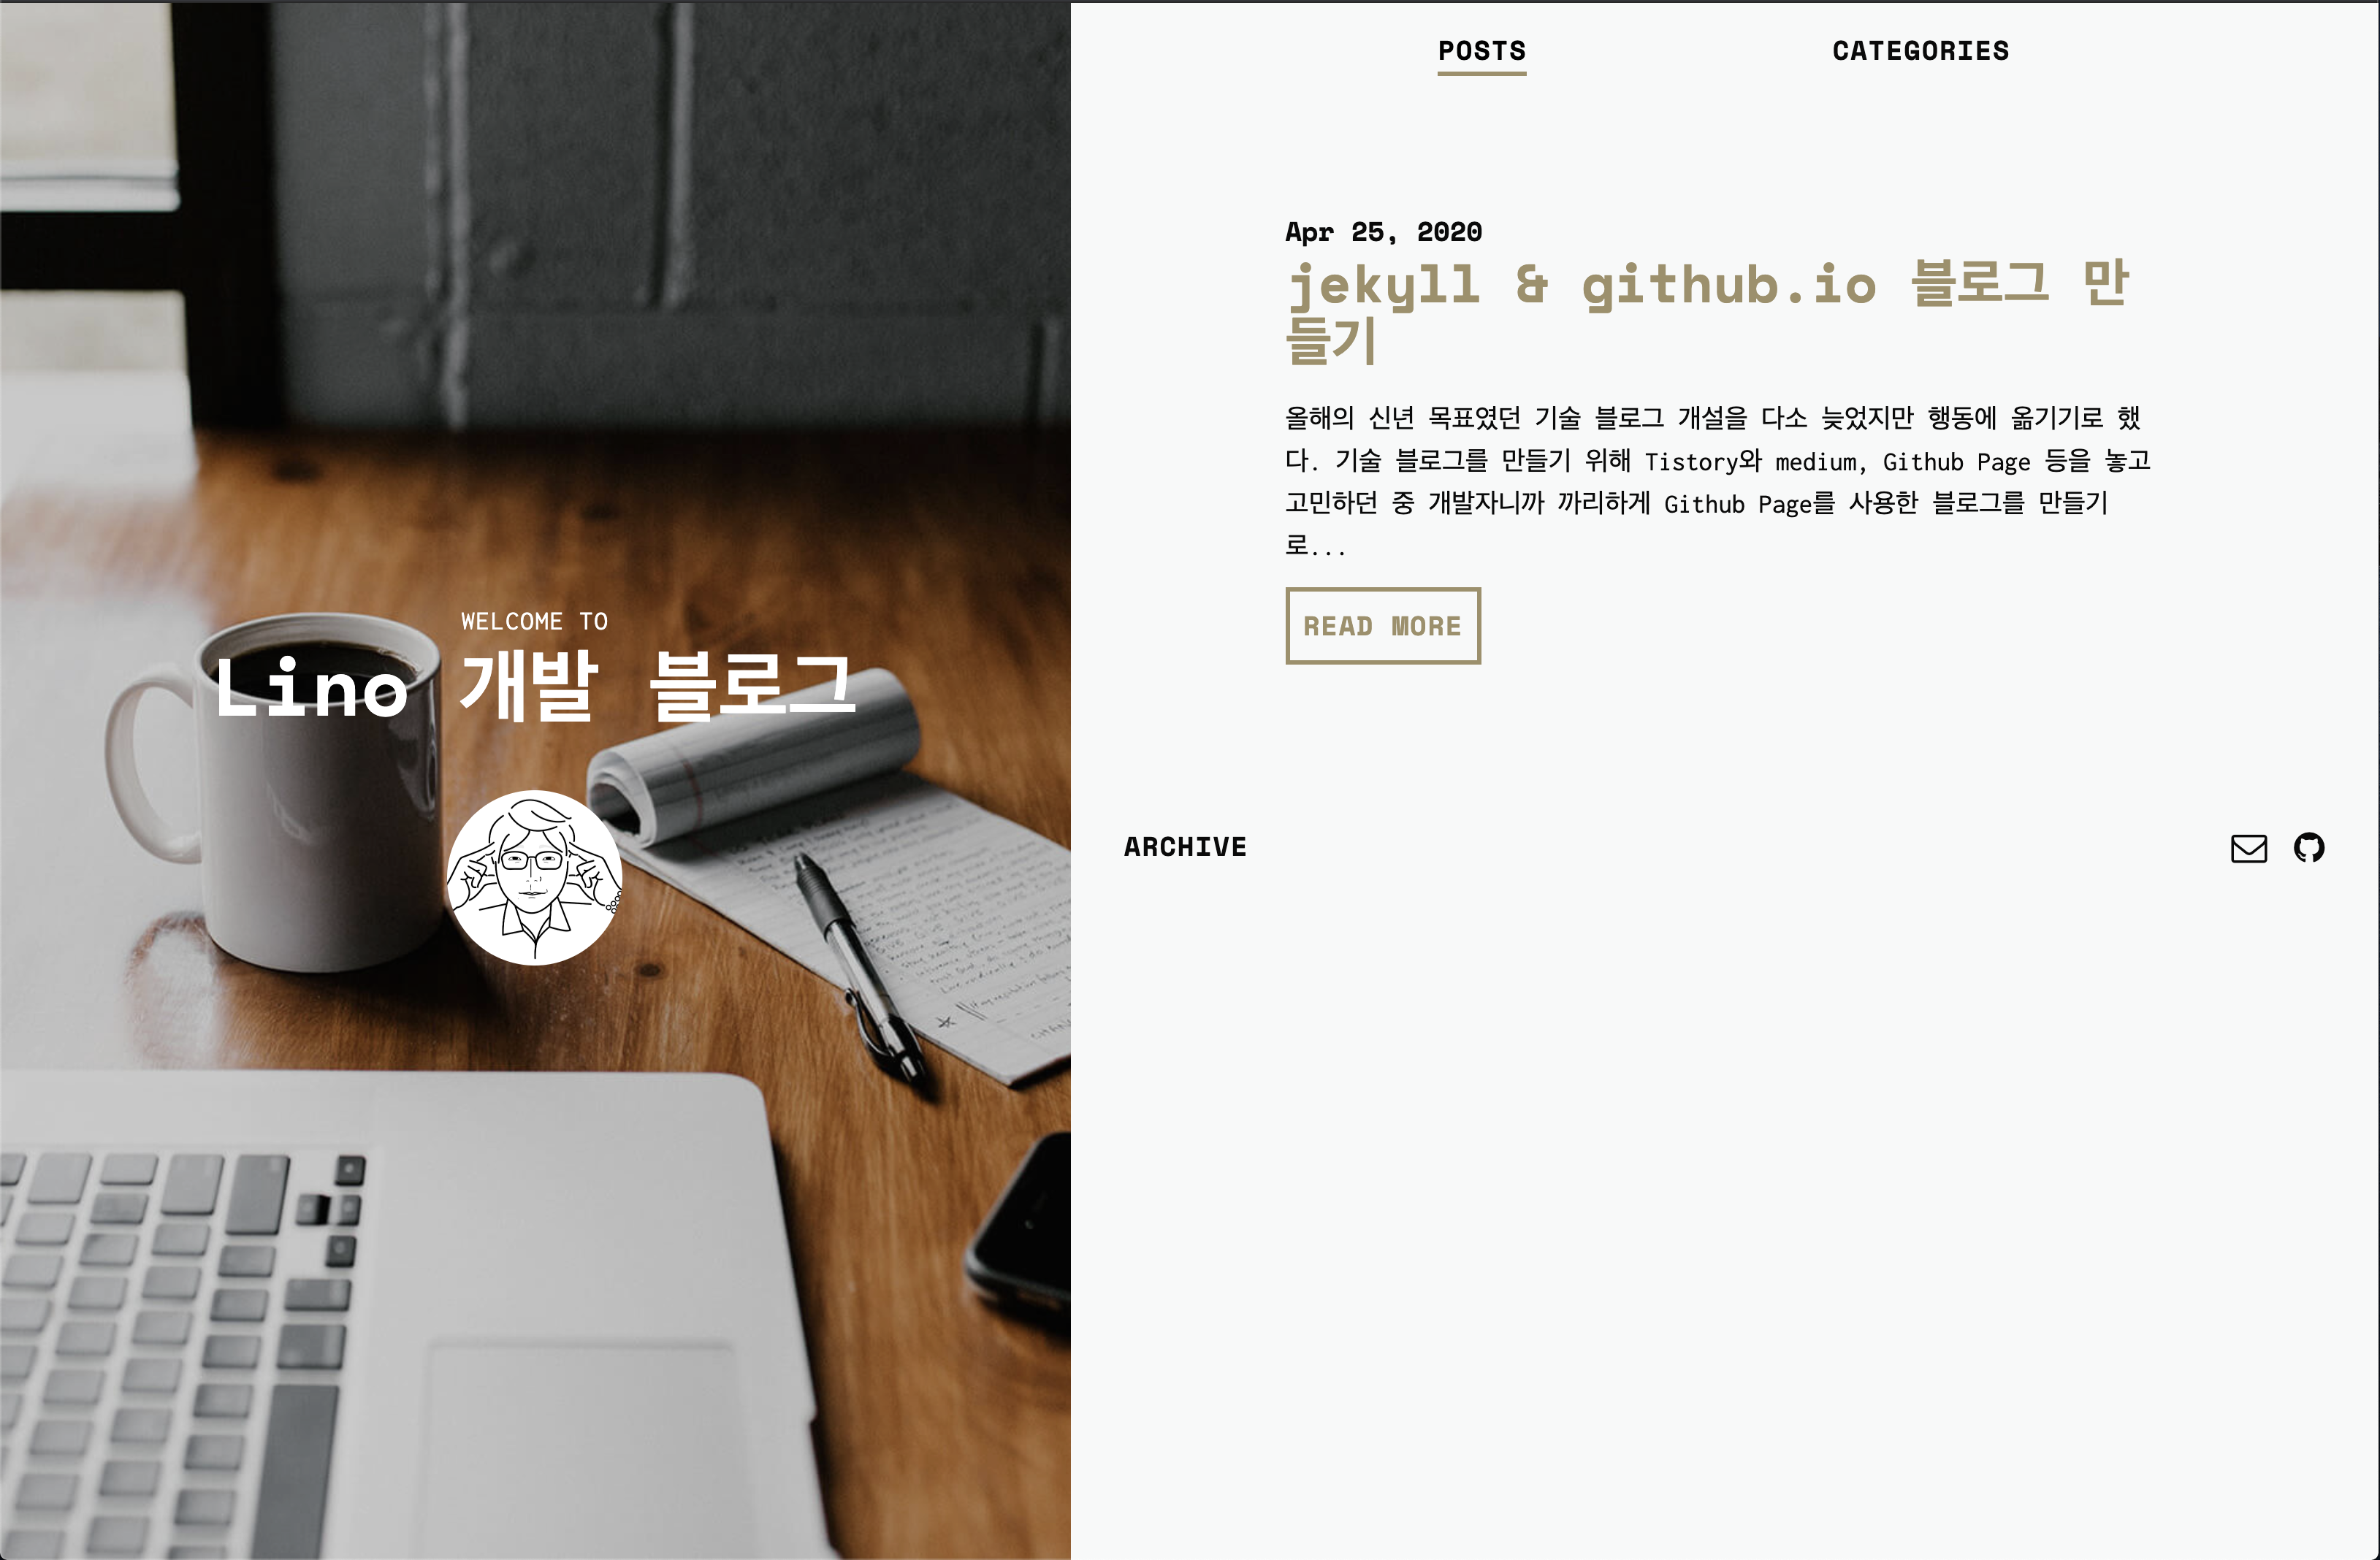 WELCOME TO
Lino 개발 블로그
POSTS
CATEGORIES
Apr 25, 2020
jekyll & github.io 블로그 만
들기
올해의 신년 목표였던 기술 블로그 개설을 다소 늦었지만 행동에 옮기기로 했
다. 기술 블로그를 만들기 위해 Tistory와 medium, Github Page 등을 놓고
고민하던 중 개발자니까 까리하게 Github Page를 사용한 블로그를 만들기
로...
READ MORE
ARCHIVE